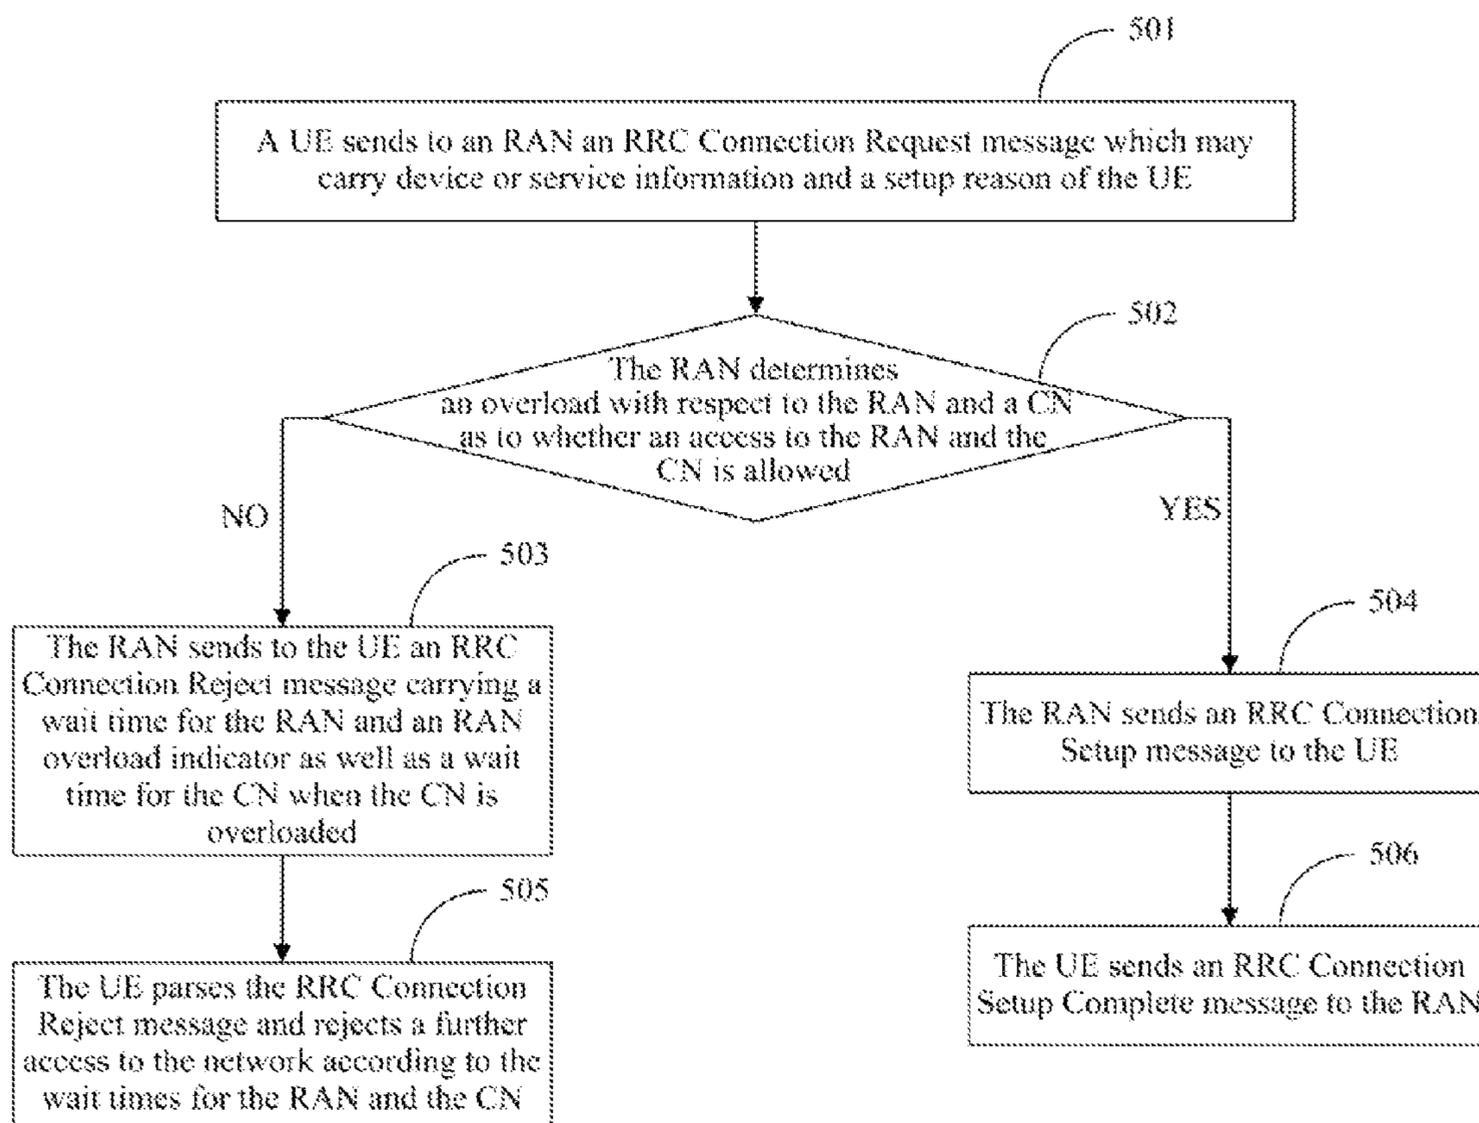 501
A UE sends to an RAN an RRC Connection Request message which may
carry device or service information and a setup reason of the UE
502
The RAN determines
an overload with respect to the RAN and a CN
as to whether an access to the RAN and the
CN is allowed
NO
YES
503
The RAN sends to the UE an RRC
Connection Reject message carrying a
wait time for the RAN and an RAN
overload indicator as well as a wait
time for the CN when the CN is
overloaded
504
The RAN sends an RRC Connection
Setup message to the UE
505
The UE parses the RRC Connection
Reject message and rejects a further
access to the network according to the
wait times for the RAN and the CN
506
The UE sends an RRC Connection
Setup Complete message to the RAN